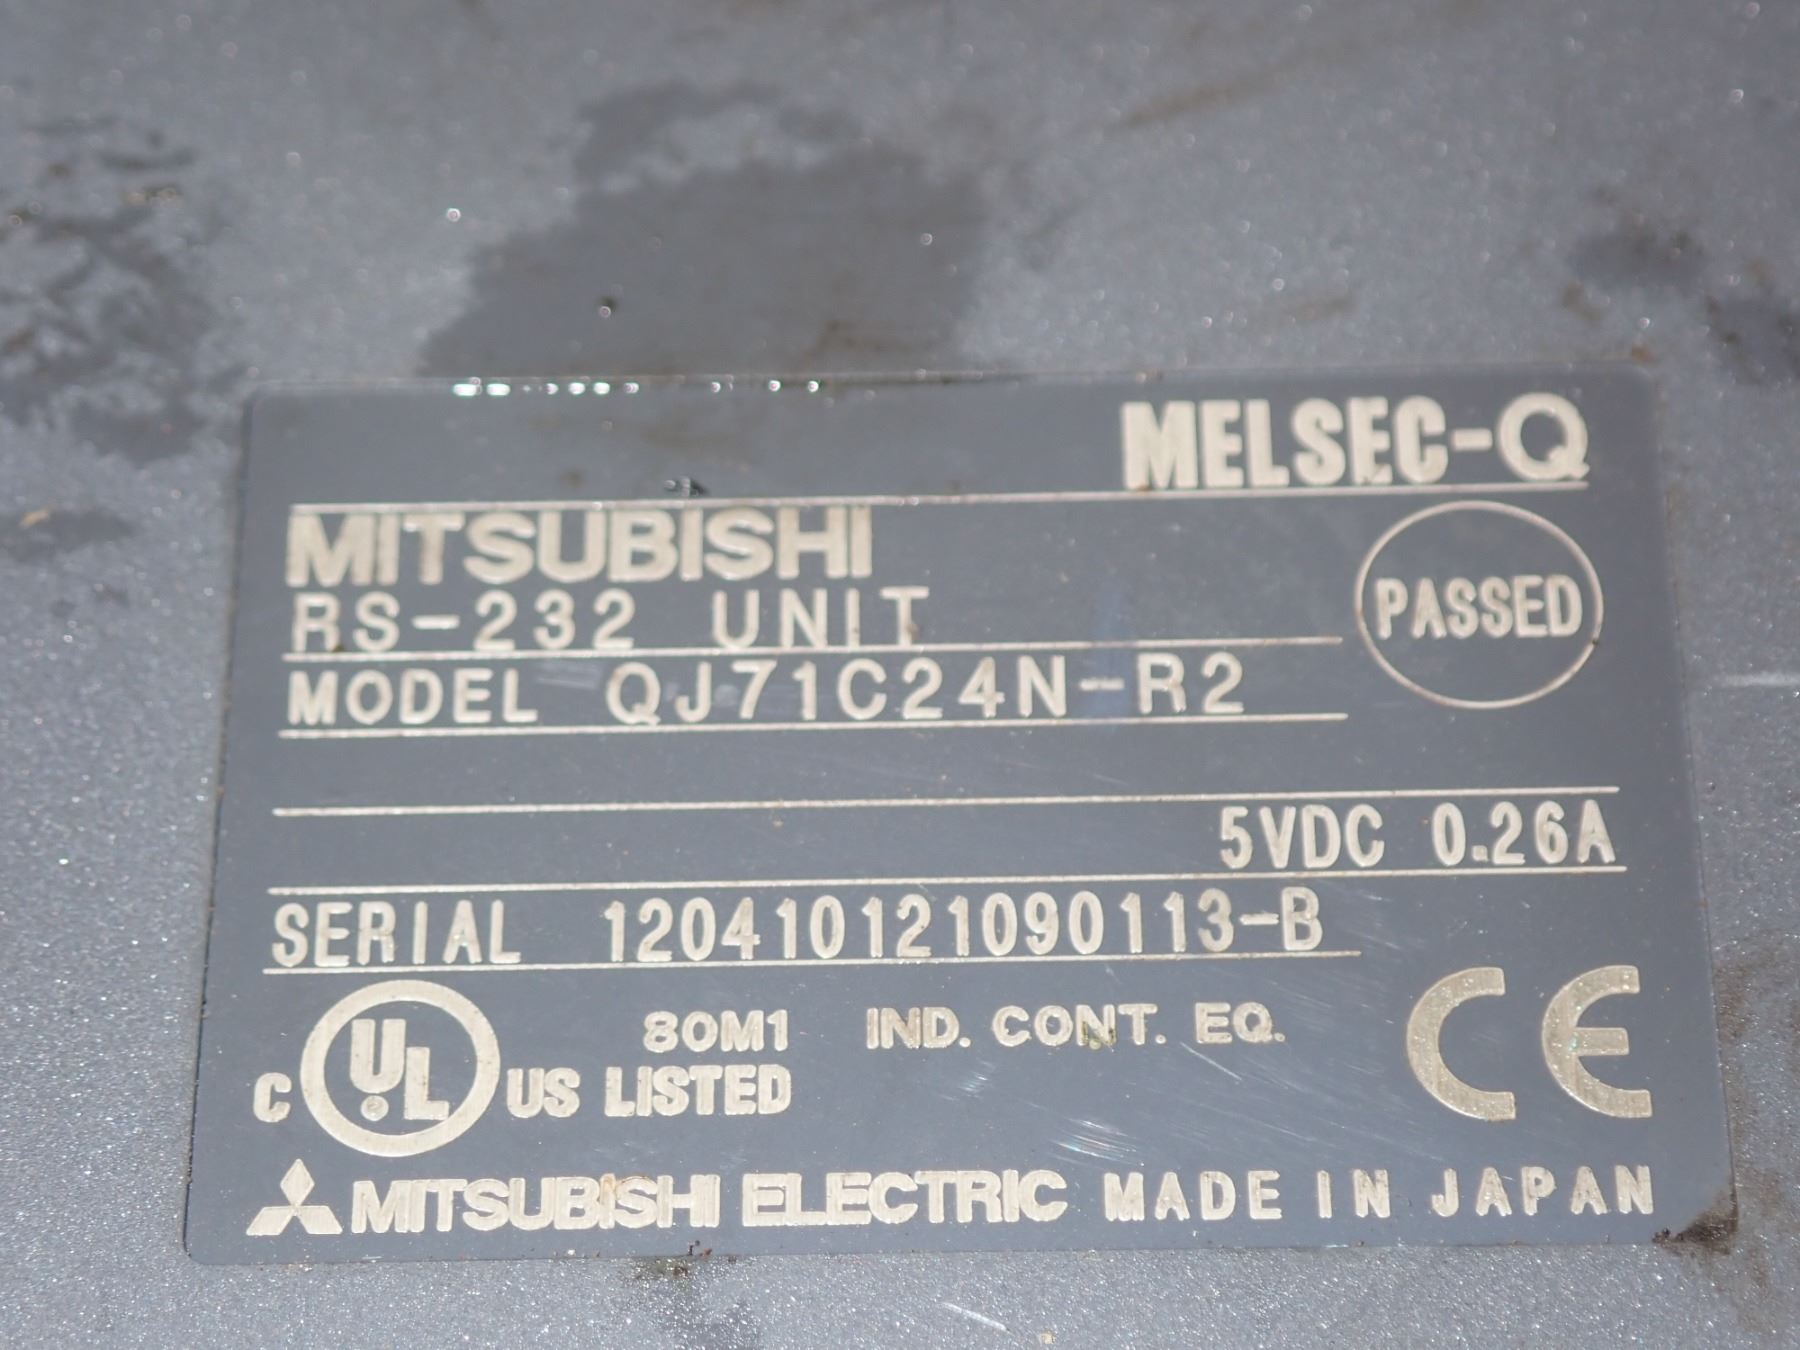 MELSEC-Q
MITSUBISHI
RS-232 UNIT
PASSED
MODEL QJ71C24N-R2
5VDC 0.26A
SERIAL 120410121090113-B
C UL US LISTED
80M1 IND. CONT. EQ.
CE
MITSUBISHI ELECTRIC MADE IN JAPAN